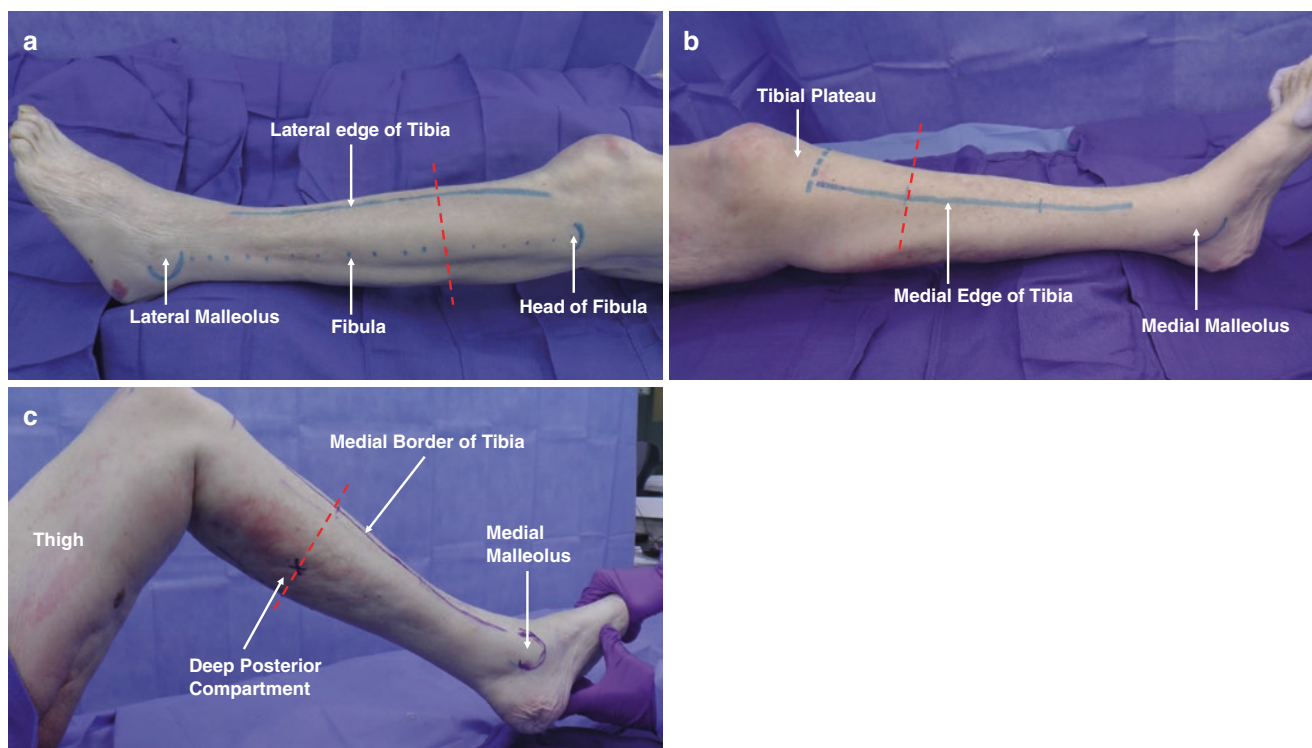 a
Lateral edge of Tibia
Lateral Malleolus
Fibula
Head of Fibula
b
Tibial Plateau
Medial Edge of Tibia
Medial Malleolus
c
Medial Border of Tibia
Thigh
Medial
Malleolus
Deep Posterior
Compartment